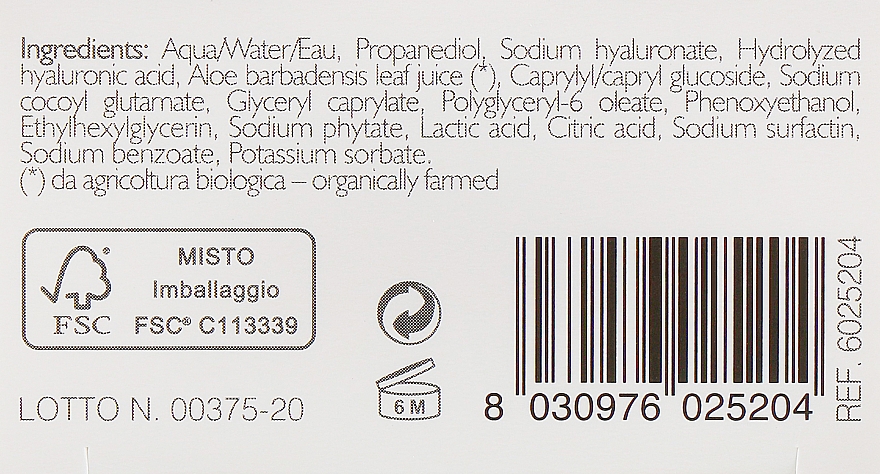 Ingredients: Aqua/Water/Eau, Propanediol, Sodium hyaluronate, Hydrolyzed
hyaluronic acid, Aloe barbadensis leaf juice (*), Caprylyl/capryl glucoside, Sodium
cocoyl glutamate, Glyceryl caprylate, Polyglyceryl-6 oleate, Phenoxyethanol,
Ethylhexylglycerin, Sodium phytate, Lactic acid, Citric acid, Sodium surfactin,
Sodium benzoate, Potassium sorbate.
(*) da agricoltura biologica – organically farmed
MISTO
Imballaggio
FSC® C113339
FSC
LOTTO N. 00375-20
6 M
8 030976 025204
REF. 6025204